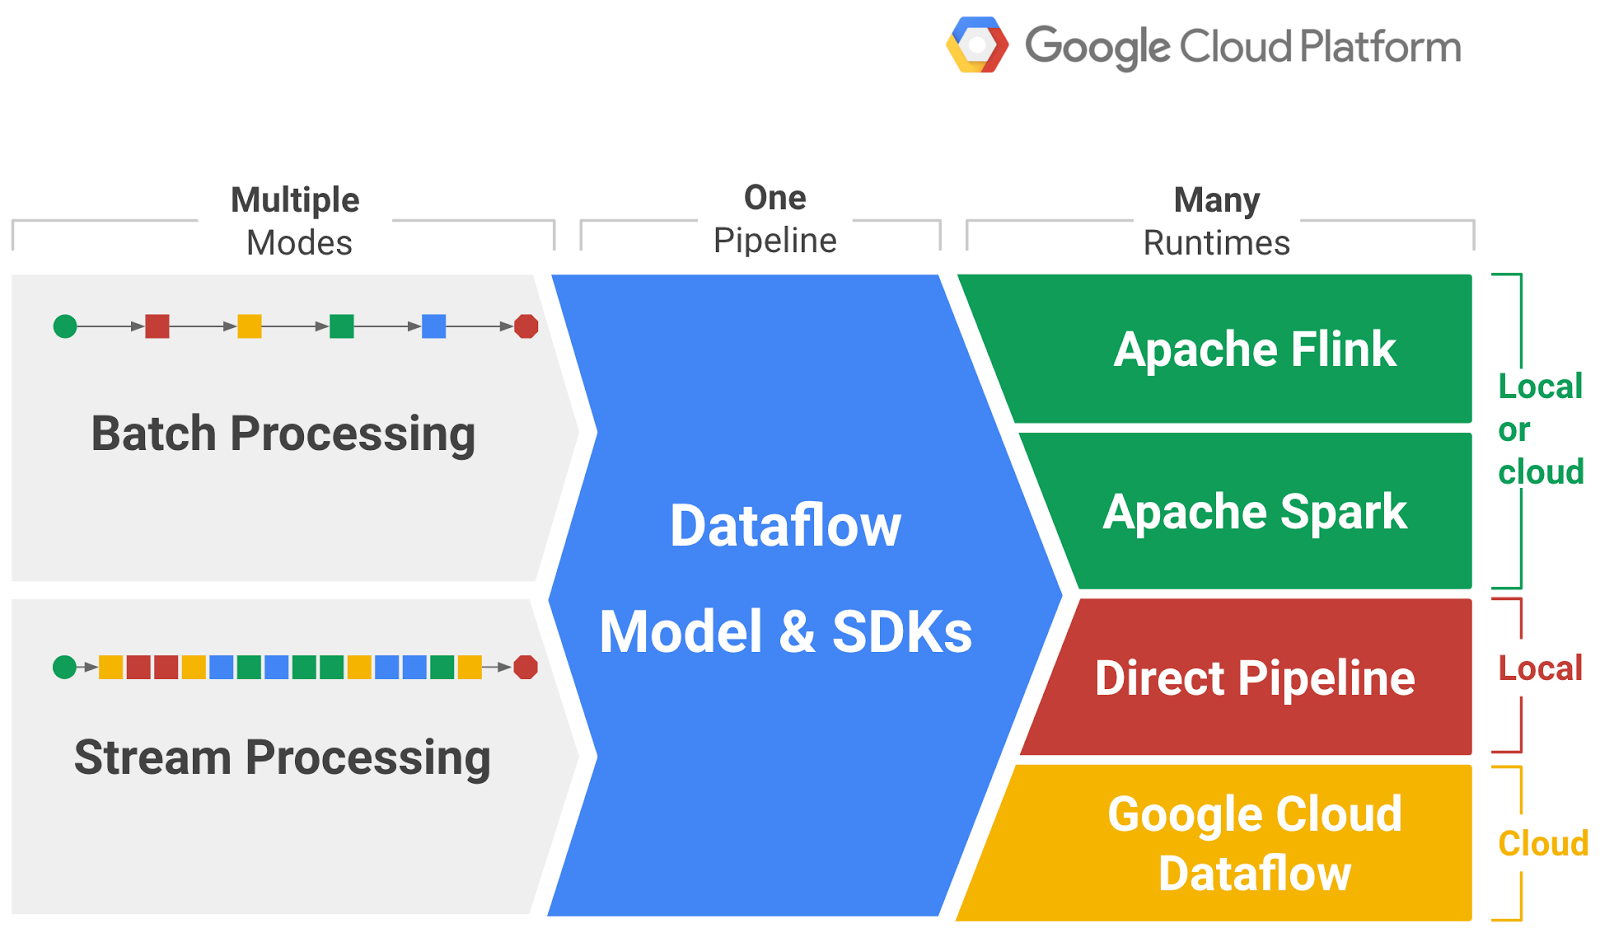 Google Cloud Platform
Multiple
Modes
One
Pipeline
Many
Runtimes
Batch Processing
Stream Processing
Dataflow
Model & SDKs
Apache Flink
Apache Spark
Direct Pipeline
Google Cloud
Dataflow
Local
or
cloud
Local
Cloud